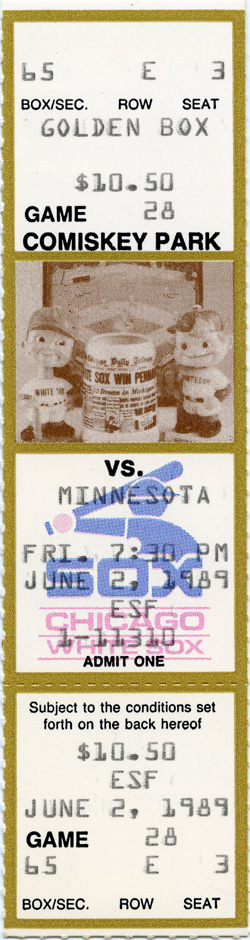 65 E 3
BOX/SEC. ROW SEAT
GOLDEN BOX
$10.50
GAME 28
COMISKEY PARK
WHITE SOX
SOX WIN PENNANT
VS.
MINNESOTA
FRI. 7:30 PM
JUNE 2, 1989
SOX
ESF
CHICAGO
1-11310
WHITE SOX
ADMIT ONE
Subject to the conditions set
forth on the back hereof
$10.50
ESF
JUNE 2, 1989
GAME 28
65 E 3
BOX/SEC. ROW SEAT